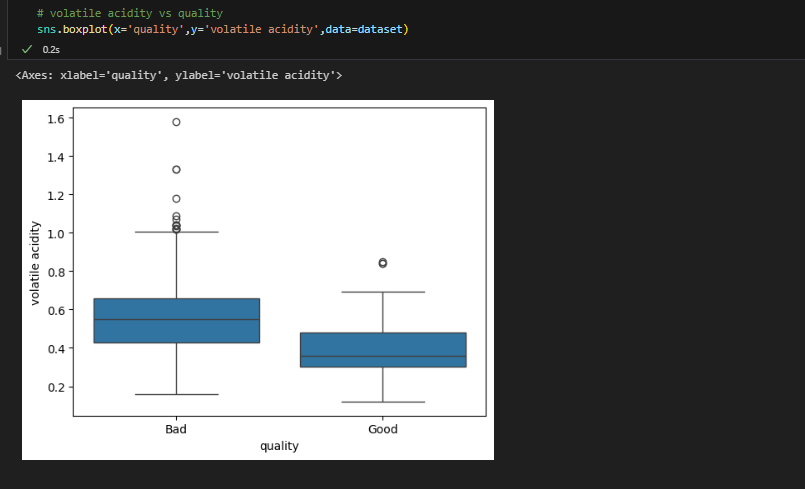 # volatile acidity vs quality
sns.boxplot(x='quality',y='volatile acidity',data=dataset)
0.2s
<Axes: xlabel='quality', ylabel='volatile acidity'>
1.6
1.4
1.2
1.0
0.8
0.6
0.4
0.2
volatile acidity
Bad Good
quality